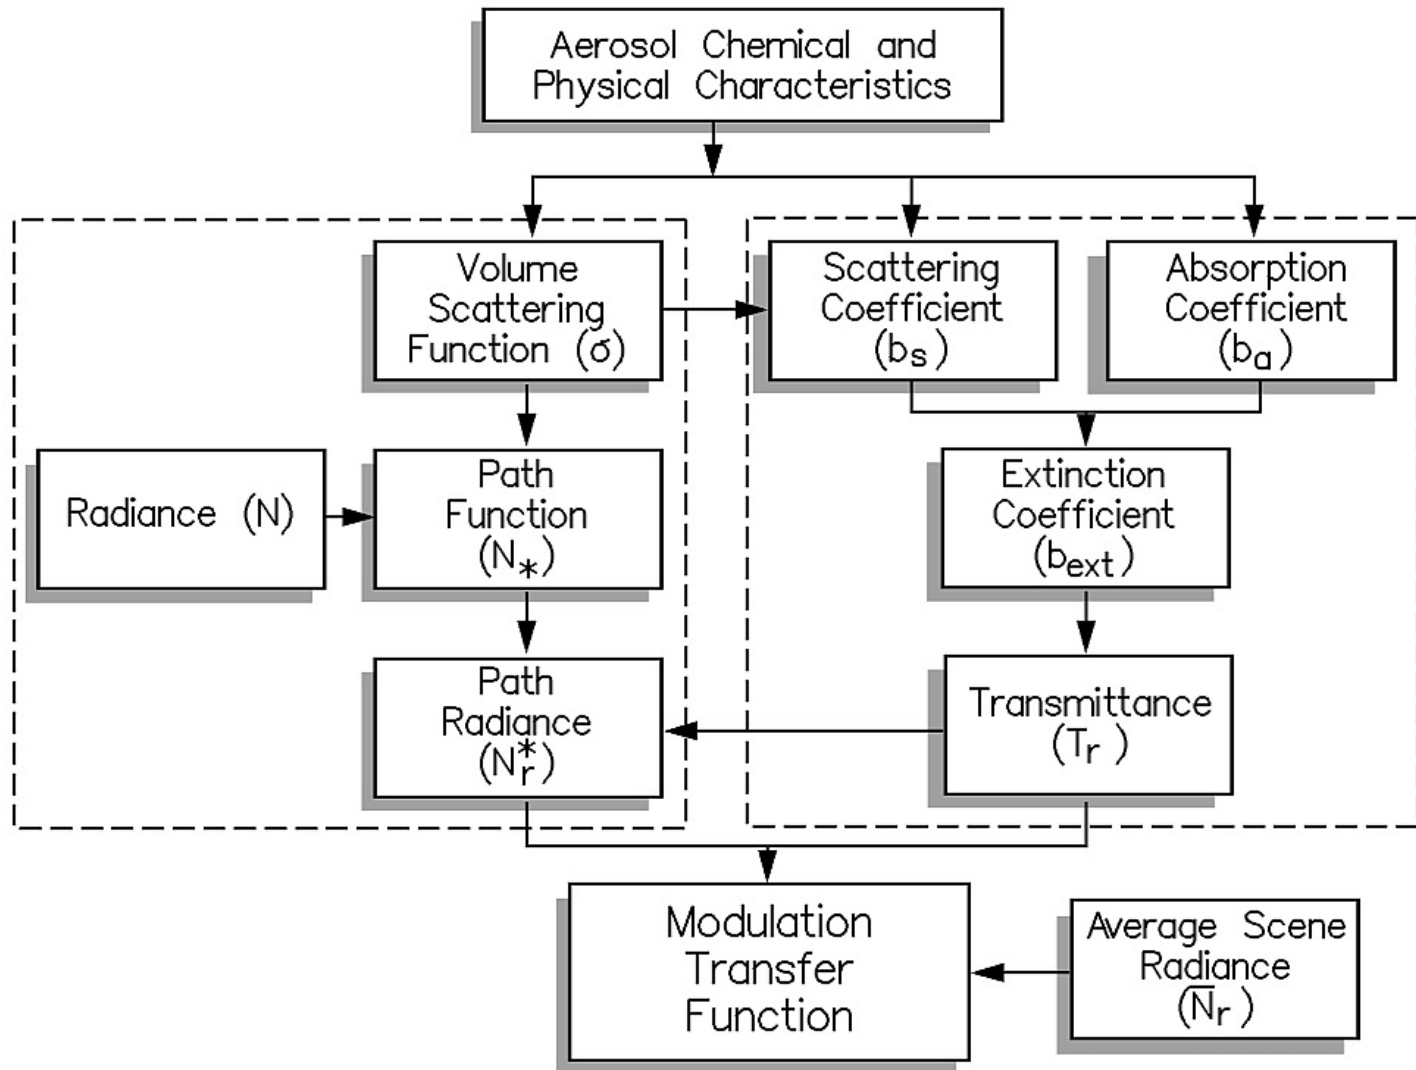 Aerosol Chemical and
Physical Characteristics
Volume
Scattering
Function (σ)
Scattering
Coefficient
(bs)
Absorption
Coefficient
(ba)
Radiance (N)
Path
Function
(N*)
Extinction
Coefficient
(bext)
Path
Radiance
(N*r)
Transmittance
(Tr)
Modulation
Transfer
Function
Average Scene
Radiance
(N̅r)